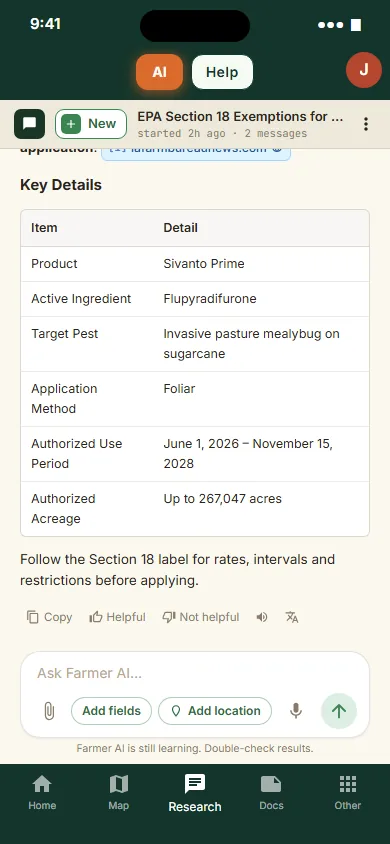 9:41
AI
Help
J
New
EPA Section 18 Exemptions for ...
started 2h ago · 2 messages
application.
lafarmbureaunews.com
Key Details
Item Detail
Product Sivanto Prime
Active Ingredient Flupyradifurone
Target Pest Invasive pasture mealybug on
sugarcane
Application Foliar
Method
Authorized Use June 1, 2026 – November 15,
Period 2028
Authorized Up to 267,047 acres
Acreage
Follow the Section 18 label for rates, intervals and
restrictions before applying.
Copy Helpful Not helpful
Ask Farmer AI...
Add fields Add location
Farmer AI is still learning. Double-check results.
Home Map Research Docs Other